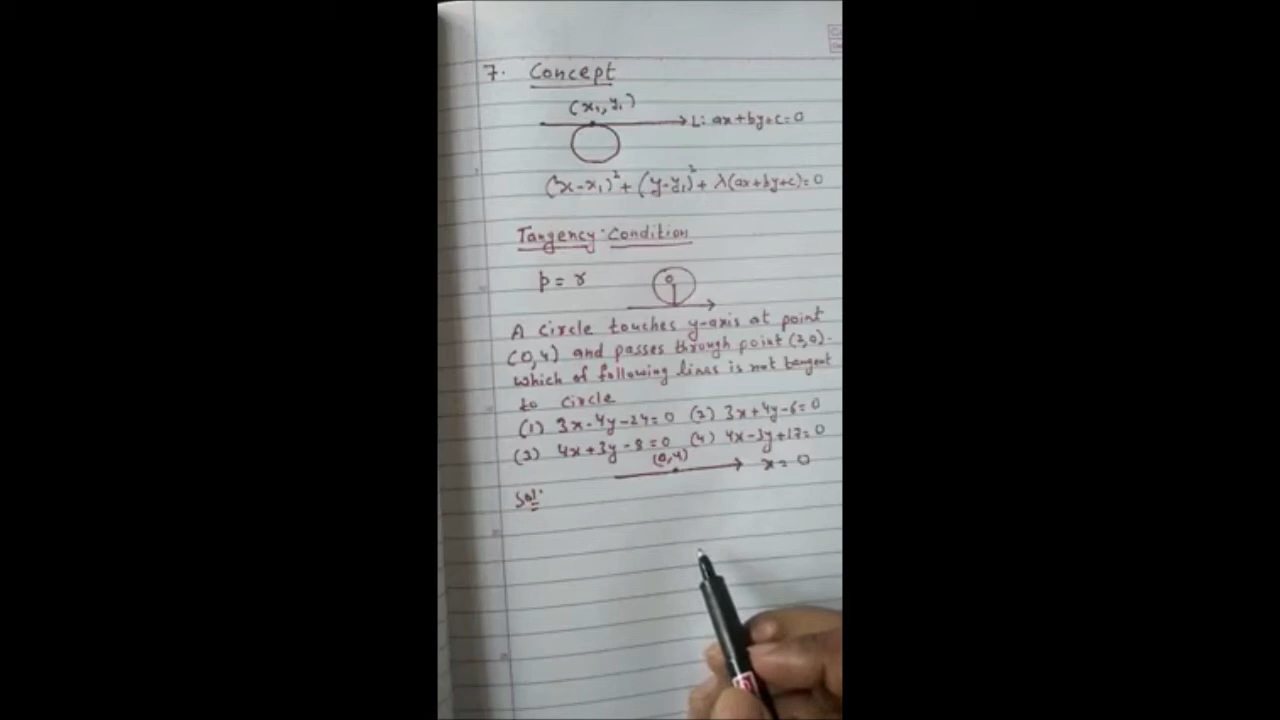 7. Concept
(x₁, y₁)
L: ax+by+c=0
(x-x₁)²+(y-y₁)²+λ(ax+by+c)=0
Tangency Condition
p = r
A circle touches y-axis at point
(0,4) and passes through point (2,0).
which of following lines is not tangent
to circle
(1) 3x-4y-24=0 (2) 3x+4y-6=0
(3) 4x+3y-8=0 (4) 4x-3y+17=0
(0,4) x=0
Sol: